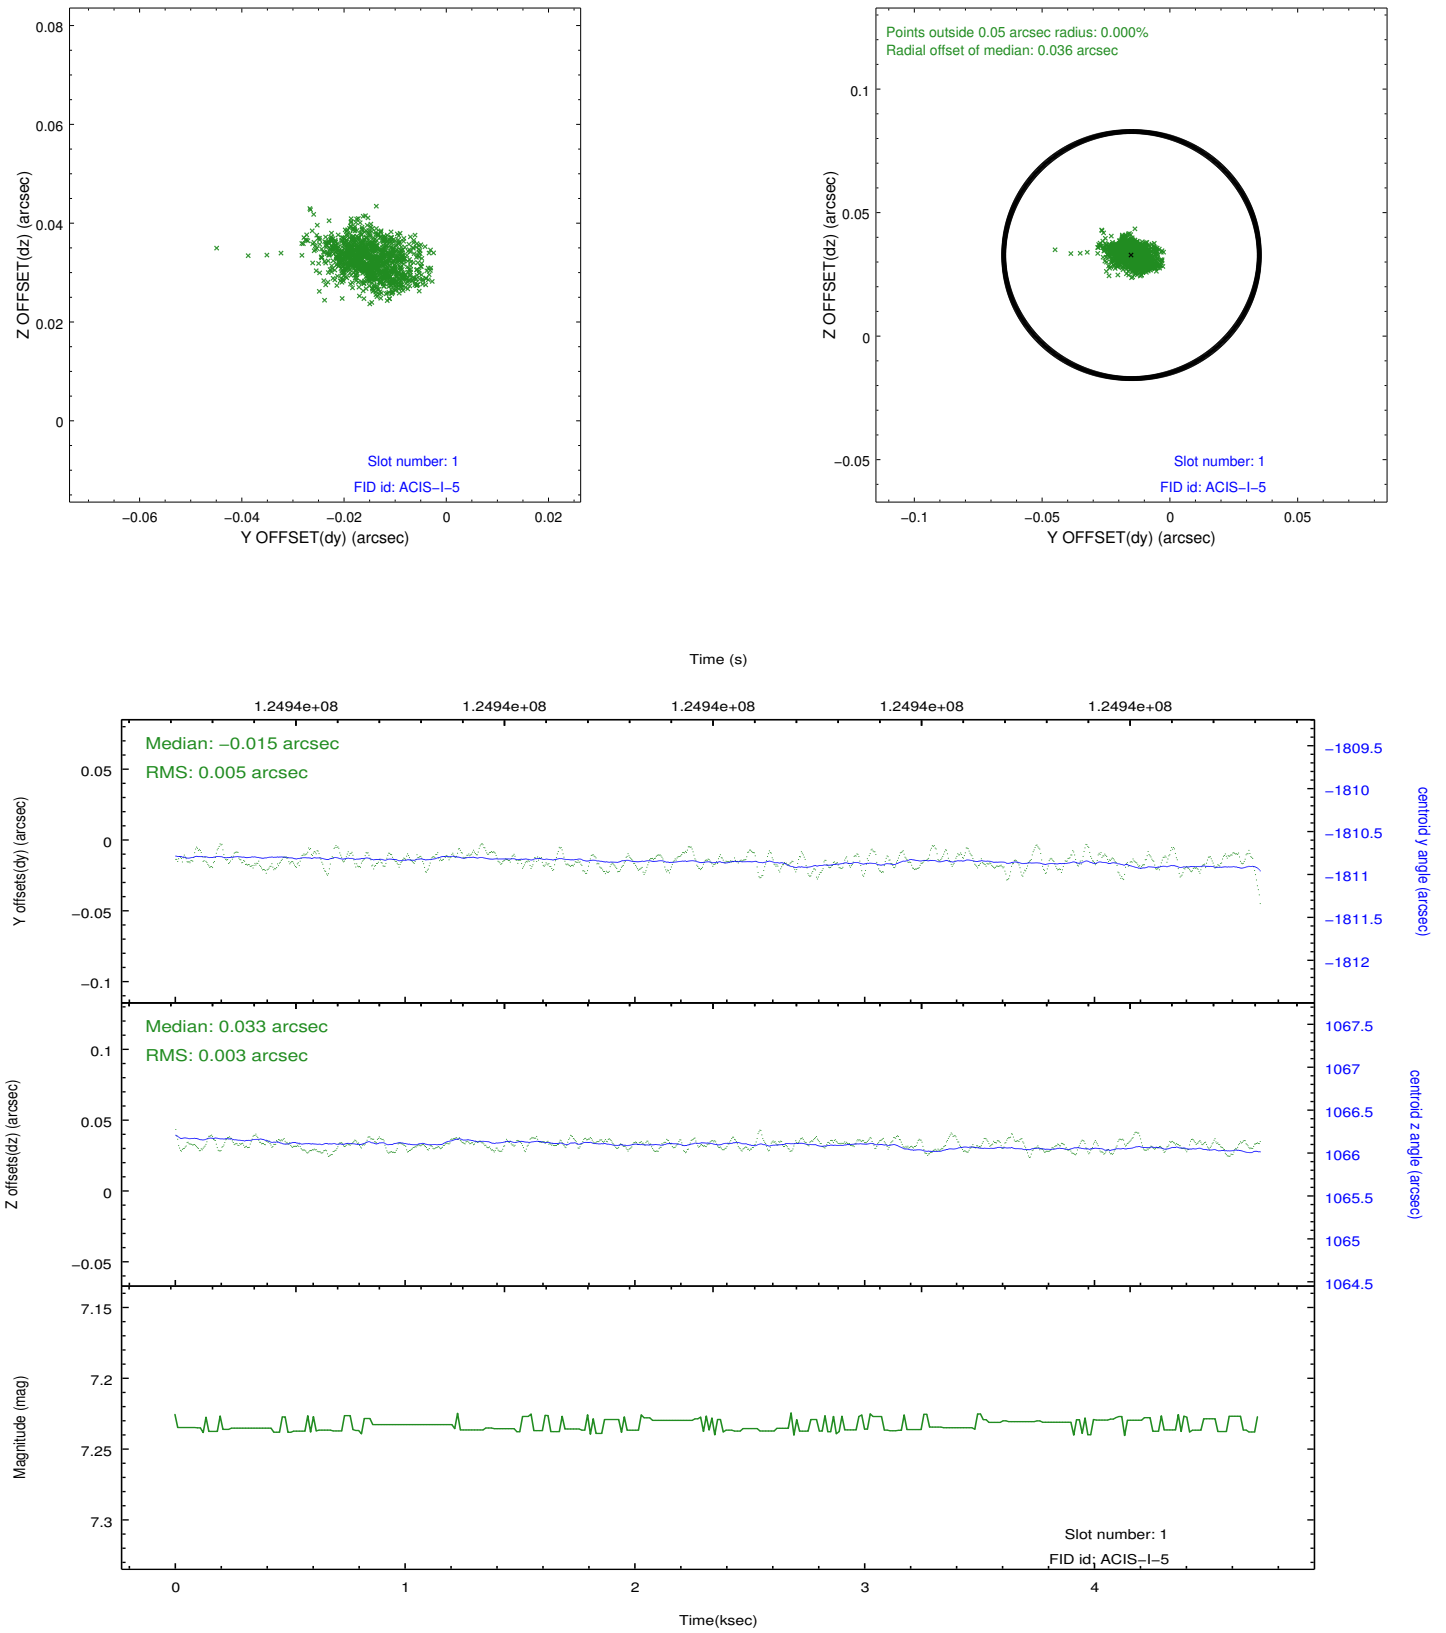 0.08
0.06
0.04
0.02
0
Z OFFSET(dz) (arcsec)
Slot number: 1
FID id: ACIS−I−5
−0.06
−0.04
−0.02
0
0.02
Y OFFSET(dy) (arcsec)
Points outside 0.05 arcsec radius: 0.000%
Radial offset of median: 0.036 arcsec
0.1
0.05
0
−0.05
Z OFFSET(dz) (arcsec)
Slot number: 1
FID id: ACIS−I−5
−0.1
−0.05
0
0.05
Y OFFSET(dy) (arcsec)
Time (s)
1.2494e+08
1.2494e+08
1.2494e+08
1.2494e+08
1.2494e+08
Median: −0.015 arcsec
RMS: 0.005 arcsec
0.05
0
−0.05
−0.1
Y offsets(dy) (arcsec)
−1809.5
−1810
−1810.5
−1811
−1811.5
−1812
centroid y angle (arcsec)
Median: 0.033 arcsec
RMS: 0.003 arcsec
0.1
0.05
0
−0.05
Z offsets(dz) (arcsec)
1067.5
1067
1066.5
1066
1065.5
1065
1064.5
centroid z angle (arcsec)
7.15
7.2
7.25
7.3
Magnitude (mag)
Slot number: 1
FID id: ACIS−I−5
0
1
2
3
4
Time(ksec)